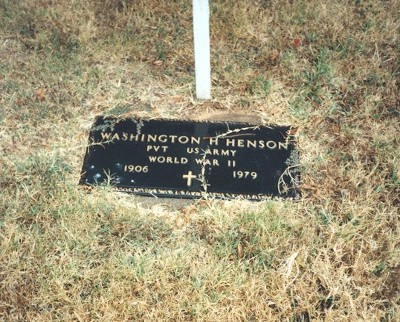 WASHINGTON H HENSON
PVT US ARMY
WORLD WAR II
1906 1979